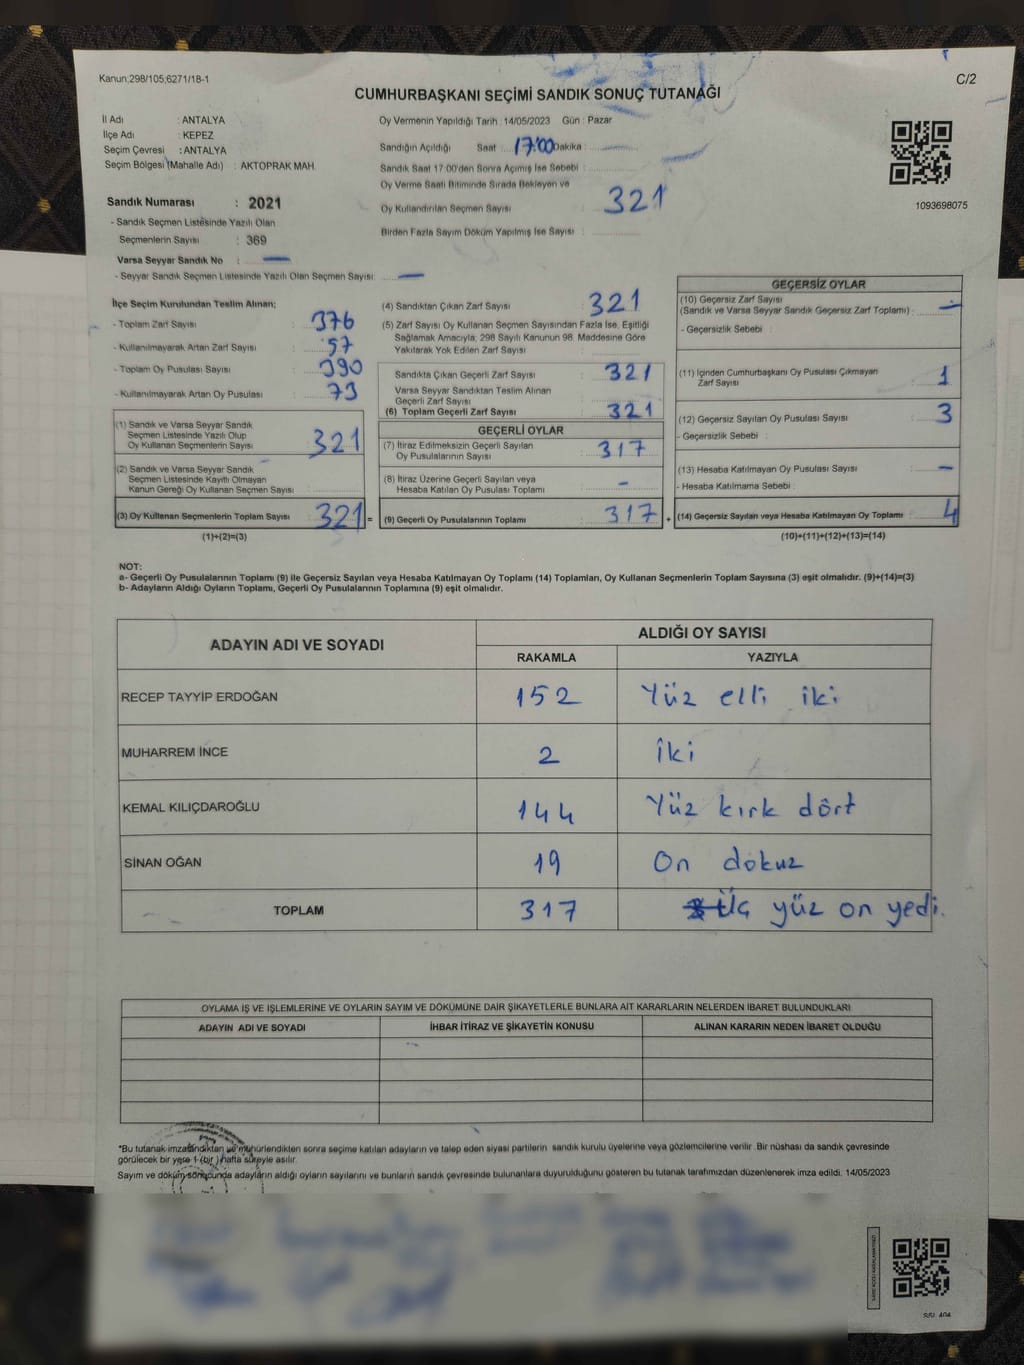 Kanun;298/105;6271/18-1
C/2
CUMHURBAŞKANI SEÇİMİ SANDIK SONUÇ TUTANAĞI
İl Adı : ANTALYA
İlçe Adı : KEPEZ
Seçim Çevresi : ANTALYA
Seçim Bölgesi (Mahalle Adı) : AKTOPRAK MAH.
Sandık Numarası : 2021
- Sandık Seçmen Listesinde Yazılı Olan
Seçmenlerin Sayısı : 369
Varsa Seyyar Sandık No : —
- Seyyar Sandık Seçmen Listesinde Yazılı Olan Seçmen Sayısı: —
Oy Vermenin Yapıldığı Tarih : 14/05/2023 Gün : Pazar
Sandığın Açıldığı Saat : 17:00 Dakika :
Sandık Saat 17:00'den Sonra Açımış İse Sebebi :
Oy Verme Saati Bitiminde Sırada Bekleyen ve
Oy Kullandırılan Seçmen Sayısı : 321
Birden Fazla Sayım Döküm Yapılmış İse Sayısı :
1093698075
İlçe Seçim Kurulundan Teslim Alınan;
- Toplam Zarf Sayısı : 376
- Kullanılmayarak Artan Zarf Sayısı : 57
- Toplam Oy Pusulası Sayısı : 390
- Kullanılmayarak Artan Oy Pusulası : 73
(1) Sandık ve Varsa Seyyar Sandık
Seçmen Listesinde Yazılı Olup
Oy Kullanan Seçmenlerin Sayısı : 321
(2) Sandık ve Varsa Seyyar Sandık
Seçmen Listesinde Kayıtlı Olmayan
Kanun Gereği Oy Kullanan Seçmen Sayısı :
(3) Oy Kullanan Seçmenlerin Toplam Sayısı : 321 =
(1)+(2)=(3)
(4) Sandıktan Çıkan Zarf Sayısı : 321
(5) Zarf Sayısı Oy Kullanan Seçmen Sayısından Fazla İse, Eşitliği
Sağlamak Amacıyla; 298 Sayılı Kanunun 98. Maddesine Göre
Yakılarak Yok Edilen Zarf Sayısı :
Sandıkta Çıkan Geçerli Zarf Sayısı : 321
Varsa Seyyar Sandıktan Teslim Alınan
Geçerli Zarf Sayısı :
(6) Toplam Geçerli Zarf Sayısı : 321
GEÇERLİ OYLAR
(7) İtiraz Edilmeksizin Geçerli Sayılan
Oy Pusulalarının Sayısı : 317
(8) İtiraz Üzerine Geçerli Sayılan veya
Hesaba Katılan Oy Pusulası Toplamı : -
(9) Geçerli Oy Pusulalarının Toplamı : 317 +
GEÇERSİZ OYLAR
(10) Geçersiz Zarf Sayısı
(Sandık ve Varsa Seyyar Sandık Geçersiz Zarf Toplamı) : —
- Geçersizlik Sebebi :
(11) İçinden Cumhurbaşkanı Oy Pusulası Çıkmayan
Zarf Sayısı : 1
(12) Geçersiz Sayılan Oy Pusulası Sayısı : 3
- Geçersizlik Sebebi :
(13) Hesaba Katılmayan Oy Pusulası Sayısı : -
- Hesaba Katılmama Sebebi :
(14) Geçersiz Sayılan veya Hesaba Katılmayan Oy Toplamı : 4
(10)+(11)+(12)+(13)=(14)
NOT:
a- Geçerli Oy Pusulalarının Toplamı (9) ile Geçersiz Sayılan veya Hesaba Katılmayan Oy Toplamı (14) Toplamları, Oy Kullanan Seçmenlerin Toplam Sayısına (3) eşit olmalıdır. (9)+(14)=(3)
b- Adayların Aldığı Oyların Toplamı, Geçerli Oy Pusulalarının Toplamına (9) eşit olmalıdır.
ADAYIN ADI VE SOYADI ALDIĞI OY SAYISI
RAKAMLA YAZIYLA
RECEP TAYYİP ERDOĞAN 152 Yüz elli iki
MUHARREM İNCE 2 İki
KEMAL KILIÇDAROĞLU 144 Yüz kırk dört
SİNAN OĞAN 19 On dokuz
TOPLAM 317 Üç yüz on yedi.
OYLAMA İŞ VE İŞLEMLERİNE VE OYLARIN SAYIM VE DÖKÜMÜNE DAİR ŞİKAYETLERLE BUNLARA AİT KARARLARIN NELERDEN İBARET BULUNDUKLARI
ADAYIN ADI VE SOYADI İHBAR İTİRAZ VE ŞİKAYETİN KONUSU ALINAN KARARIN NEDEN İBARET OLDUĞU
*Bu tutanak imzalandıktan ve mühürlendikten sonra seçime katılan adayların ve talep eden siyasi partilerin sandık kurulu üyelerine veya gözlemcilerine verilir. Bir nüshası da sandık çevresinde
görülecek bir yere 1 (bir) hafta süreyle asılır.
Sayım ve döküm sonucunda adayların aldığı oyların sayılarını ve bunların sandık çevresinde bulunanlara duyurulduğunu gösteren bu tutanak tarafımızdan düzenlenerek imza edildi. 14/05/2023